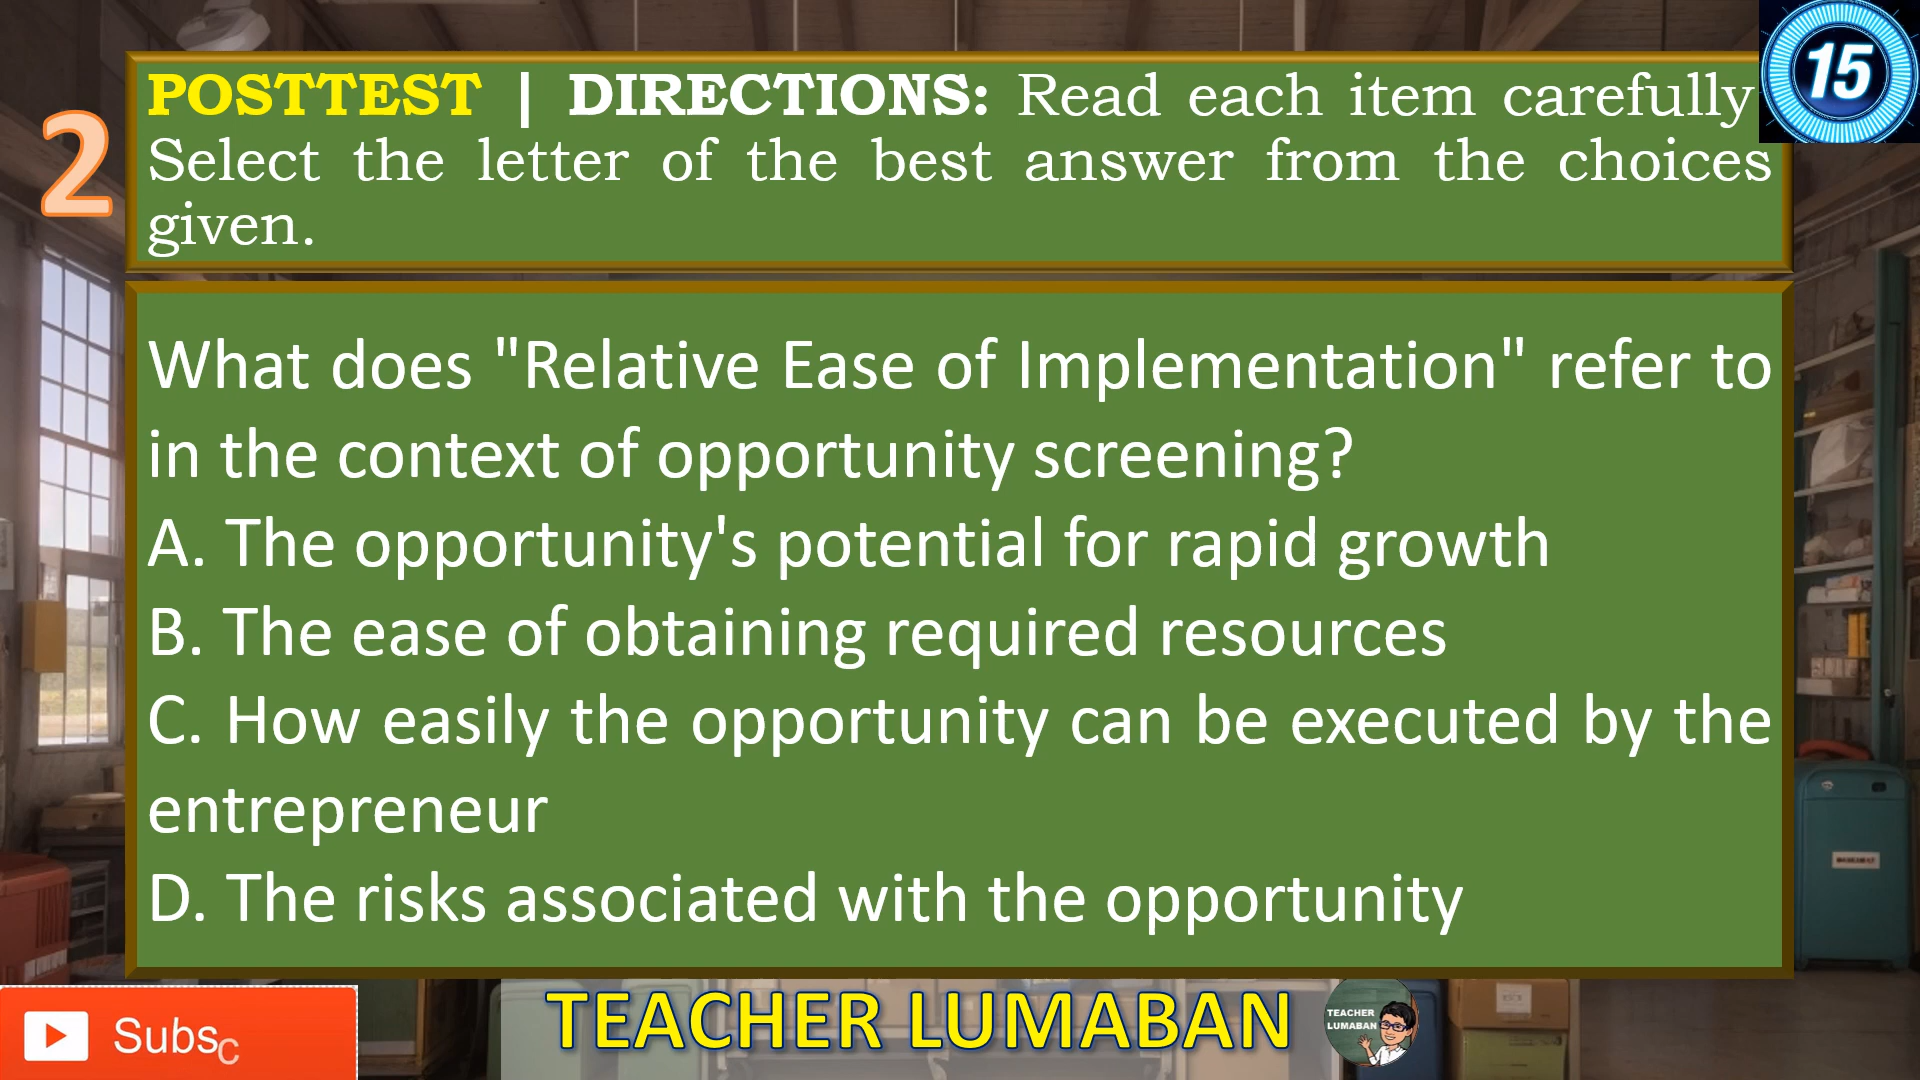 15
2
POSTTEST | DIRECTIONS: Read each item carefully
Select the letter of the best answer from the choices
given.
What does "Relative Ease of Implementation" refer to
in the context of opportunity screening?
A. The opportunity's potential for rapid growth
B. The ease of obtaining required resources
C. How easily the opportunity can be executed by the
entrepreneur
D. The risks associated with the opportunity
Subsc
TEACHER LUMABAN
TEACHER
LUMABAN